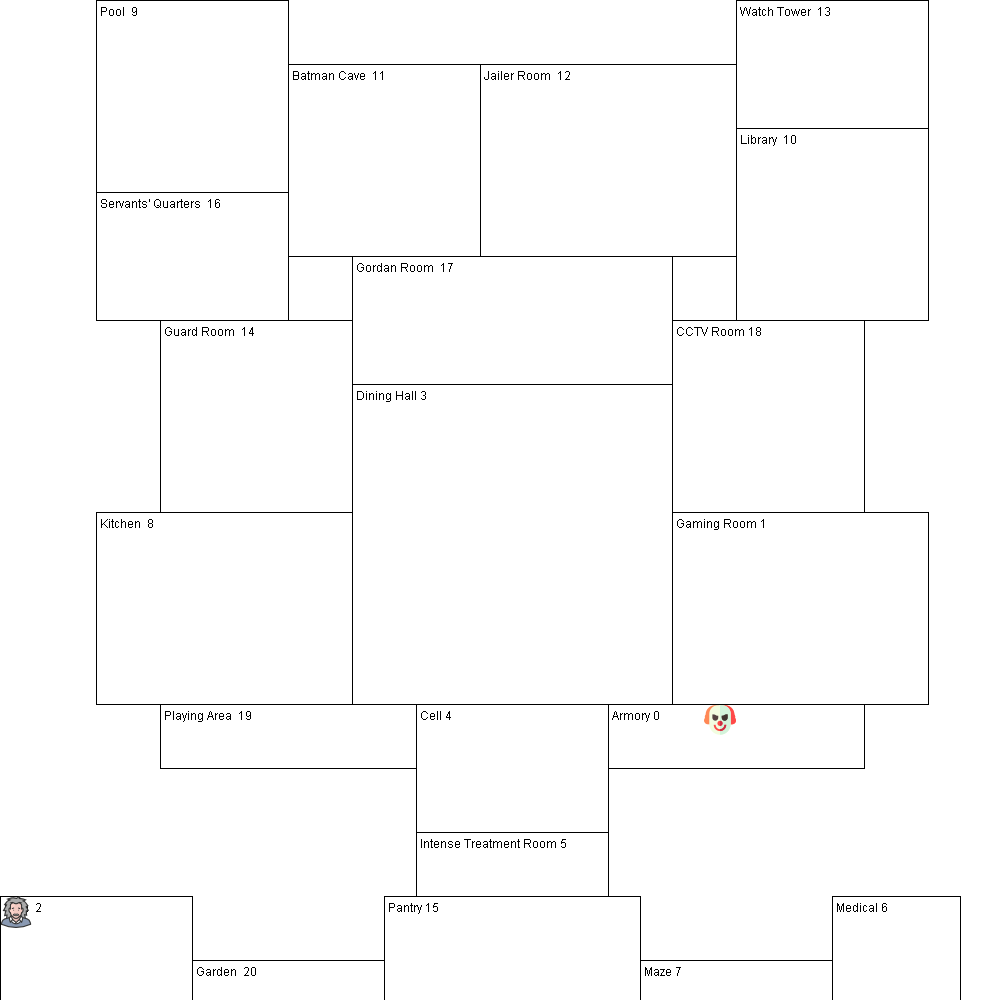 Pool 9
Watch Tower 13
Batman Cave 11
Jailer Room 12
Library 10
Servants' Quarters 16
Gordan Room 17
Guard Room 14
CCTV Room 18
Dining Hall 3
Kitchen 8
Gaming Room 1
Playing Area 19
Cell 4
Armory 0
Intense Treatment Room 5
2
Pantry 15
Medical 6
Garden 20
Maze 7